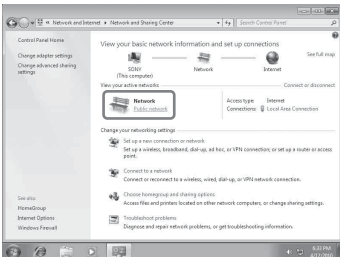 « Network and Internet ▸ Network and Sharing Center
Search Control Panel
Control Panel Home
Change adapter settings
Change advanced sharing
settings
See also
HomeGroup
Internet Options
Windows Firewall
View your basic network information and set up connections
See full map
SONY
(This computer)
Network
Internet
View your active networks
Connect or disconnect
Network
Public network
Access type: Internet
Connections: Local Area Connection
Change your networking settings
Set up a new connection or network
Set up a wireless, broadband, dial-up, ad hoc, or VPN connection; or set up a router or access
point.
Connect to a network
Connect or reconnect to a wireless, wired, dial-up, or VPN network connection.
Choose homegroup and sharing options
Access files and printers located on other network computers, or change sharing settings.
Troubleshoot problems
Diagnose and repair network problems, or get troubleshooting information.
6:33 PM
4/17/2010